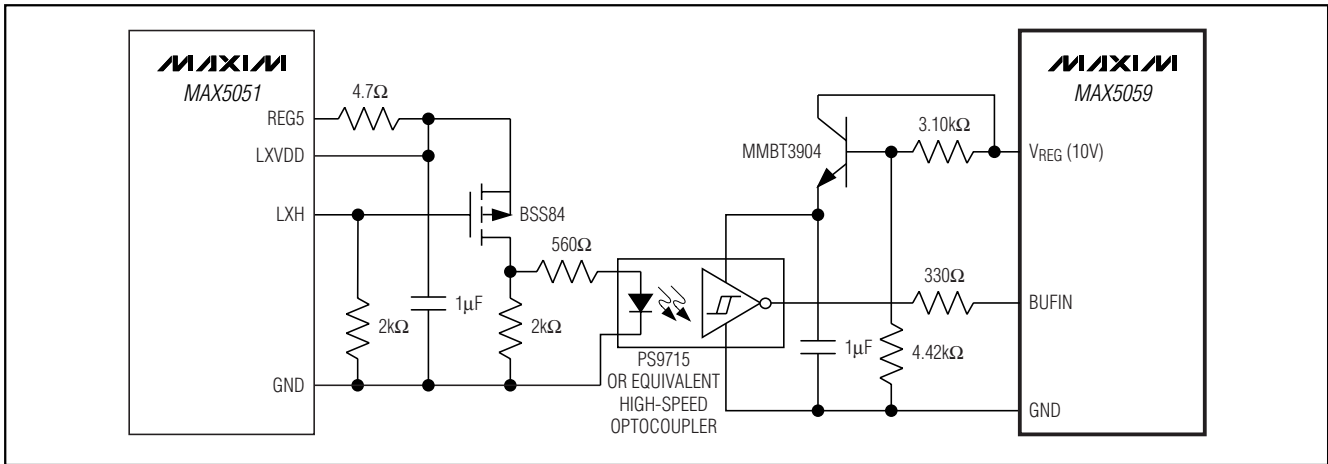 MAXIM
MAX5051
REG5
LXVDD
LXH
GND
4.7Ω
BSS84
560Ω
2kΩ
1µF
2kΩ
PS9715
OR EQUIVALENT
HIGH-SPEED
OPTOCOUPLER
MMBT3904
3.10kΩ
330Ω
1µF
4.42kΩ
MAXIM
MAX5059
VREG (10V)
BUFIN
GND